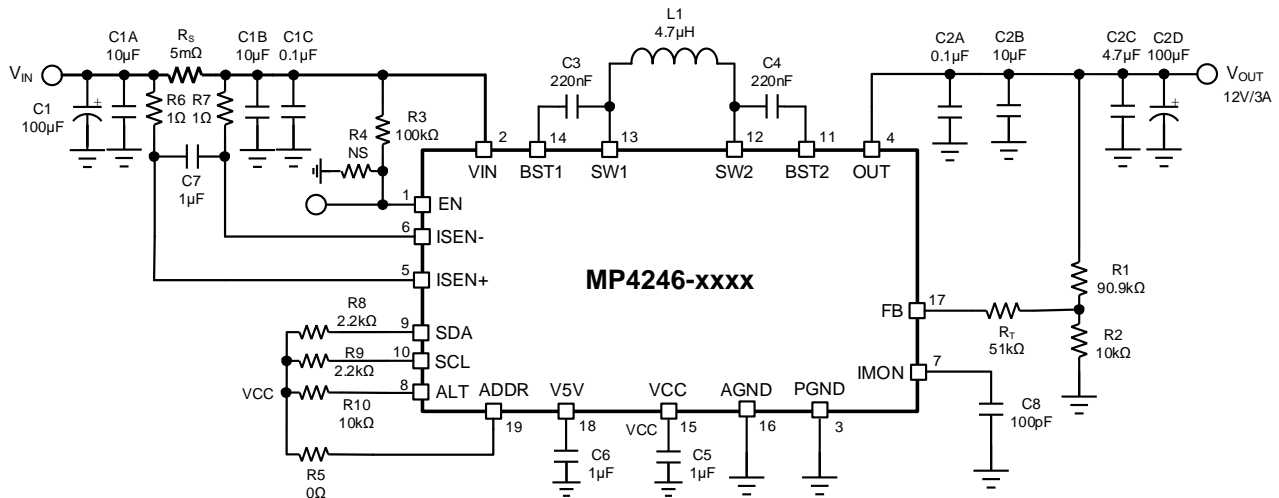 L1
4.7µH
C1A
10µF
RS
5mΩ
C1B
10µF
C1C
0.1µF
C3
220nF
C4
220nF
C2A
0.1µF
C2B
10µF
C2C
4.7µF
C2D
100µF
VIN
VOUT
12V/3A
C1
100µF
+
R6
1Ω
R7
1Ω
C7
1µF
R3
100kΩ
R4
NS
+
2
14
13
12
11
4
VIN
BST1
SW1
SW2
BST2
OUT
1
EN
6
ISEN-
5
ISEN+
MP4246-xxxx
R1
90.9kΩ
FB
17
RT
51kΩ
R2
10kΩ
R8
2.2kΩ
9
SDA
R9
2.2kΩ
10
SCL
VCC
R10
10kΩ
8
ALT
IMON
7
C8
100pF
ADDR
V5V
VCC
AGND
PGND
19
18
VCC
15
16
3
R5
0Ω
C6
1µF
C5
1µF